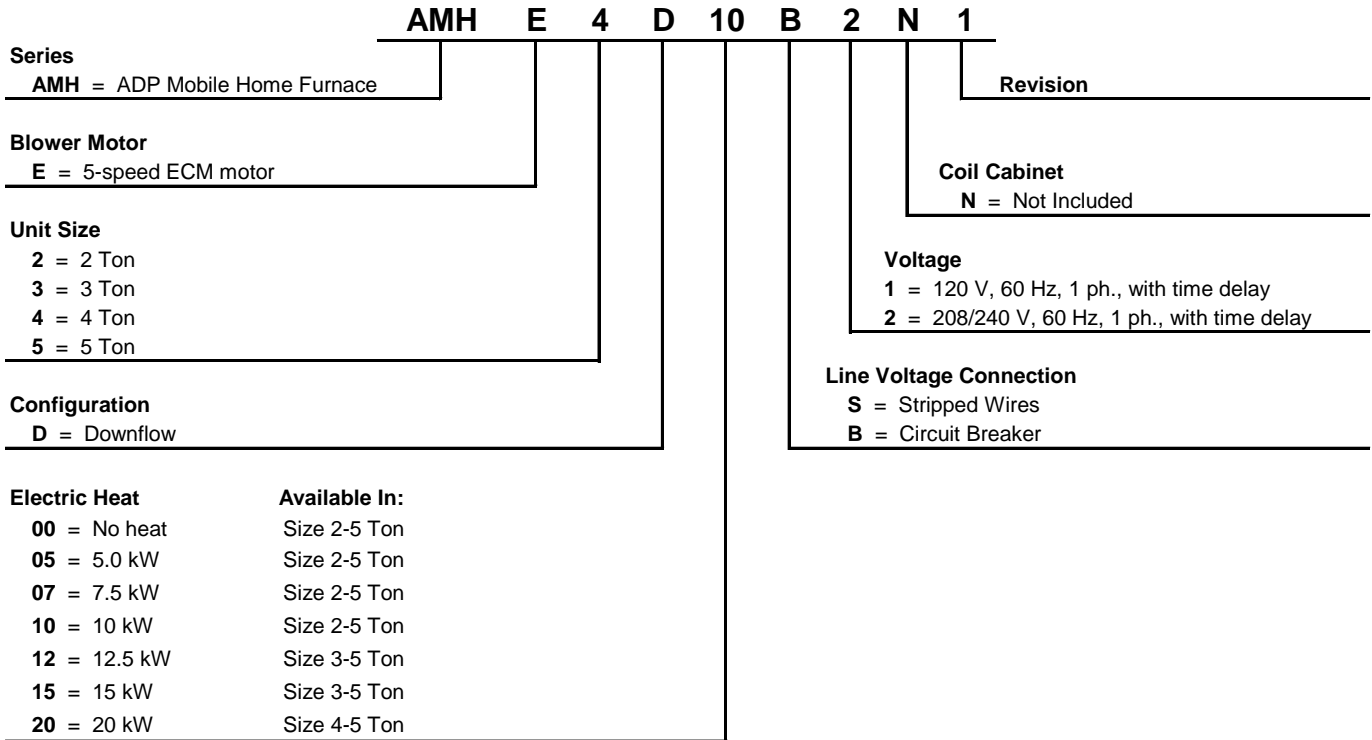 AMH E 4 D 10 B 2 N 1
Series
AMH = ADP Mobile Home Furnace
Blower Motor
E = 5-speed ECM motor
Unit Size
2 = 2 Ton
3 = 3 Ton
4 = 4 Ton
5 = 5 Ton
Configuration
D = Downflow
Electric Heat Available In:
00 = No heat Size 2-5 Ton
05 = 5.0 kW Size 2-5 Ton
07 = 7.5 kW Size 2-5 Ton
10 = 10 kW Size 2-5 Ton
12 = 12.5 kW Size 3-5 Ton
15 = 15 kW Size 3-5 Ton
20 = 20 kW Size 4-5 Ton
Revision
Coil Cabinet
N = Not Included
Voltage
1 = 120 V, 60 Hz, 1 ph., with time delay
2 = 208/240 V, 60 Hz, 1 ph., with time delay
Line Voltage Connection
S = Stripped Wires
B = Circuit Breaker